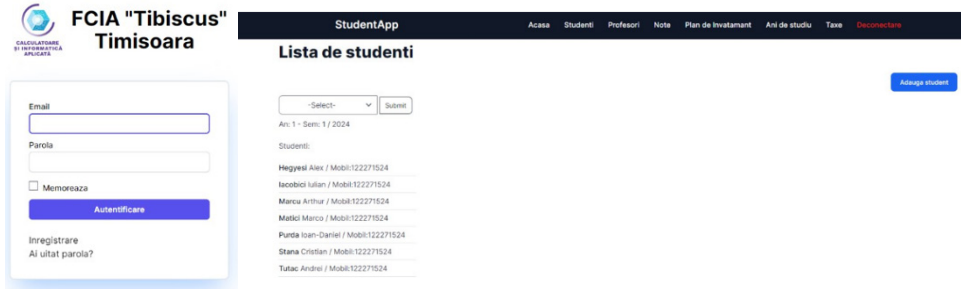 FCIA "Tibiscus"
Timisoara
CALCULATOARE
ȘI INFORMATICĂ
APLICATĂ
Email
Parola
Memoreaza
Autentificare
Inregistrare
Ai uitat parola?
StudentApp Acasa Studenti Profesori Note Plan de Invatamant Ani de studiu Taxe Deconectare
Lista de studenti
Adauga student
-Select- Submit
An: 1 - Sem: 1 / 2024
Studenti:
Hegyesi Alex / Mobil:122271524
Iacobici Iulian / Mobil:122271524
Marcu Arthur / Mobil:122271524
Matici Marco / Mobil:122271524
Purda Ioan-Daniel / Mobil:122271524
Stana Cristian / Mobil:122271524
Tutac Andrei / Mobil:122271524